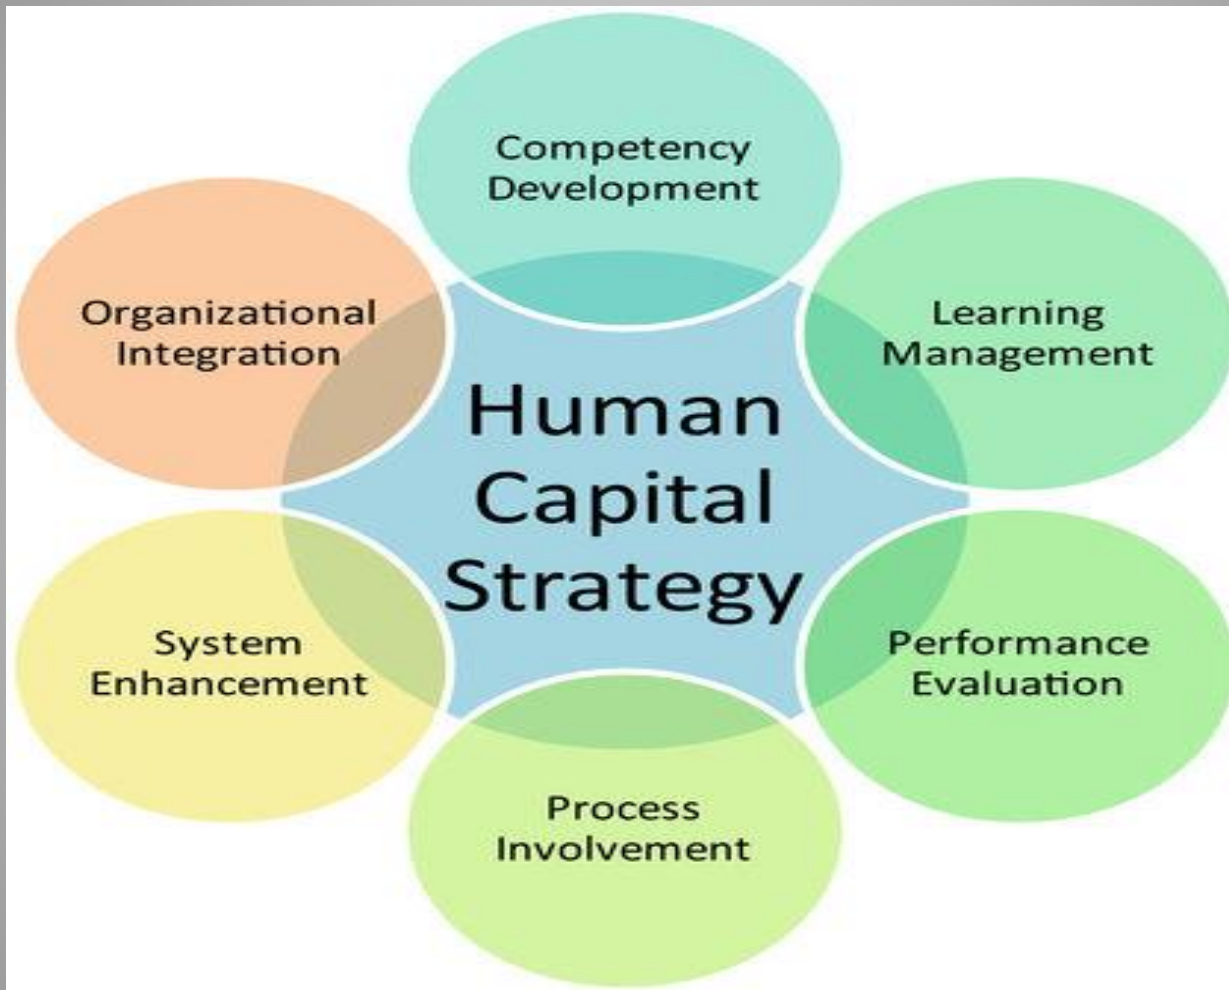 Competency
Development
Organizational
Integration
Learning
Management
Human
Capital
Strategy
System
Enhancement
Performance
Evaluation
Process
Involvement